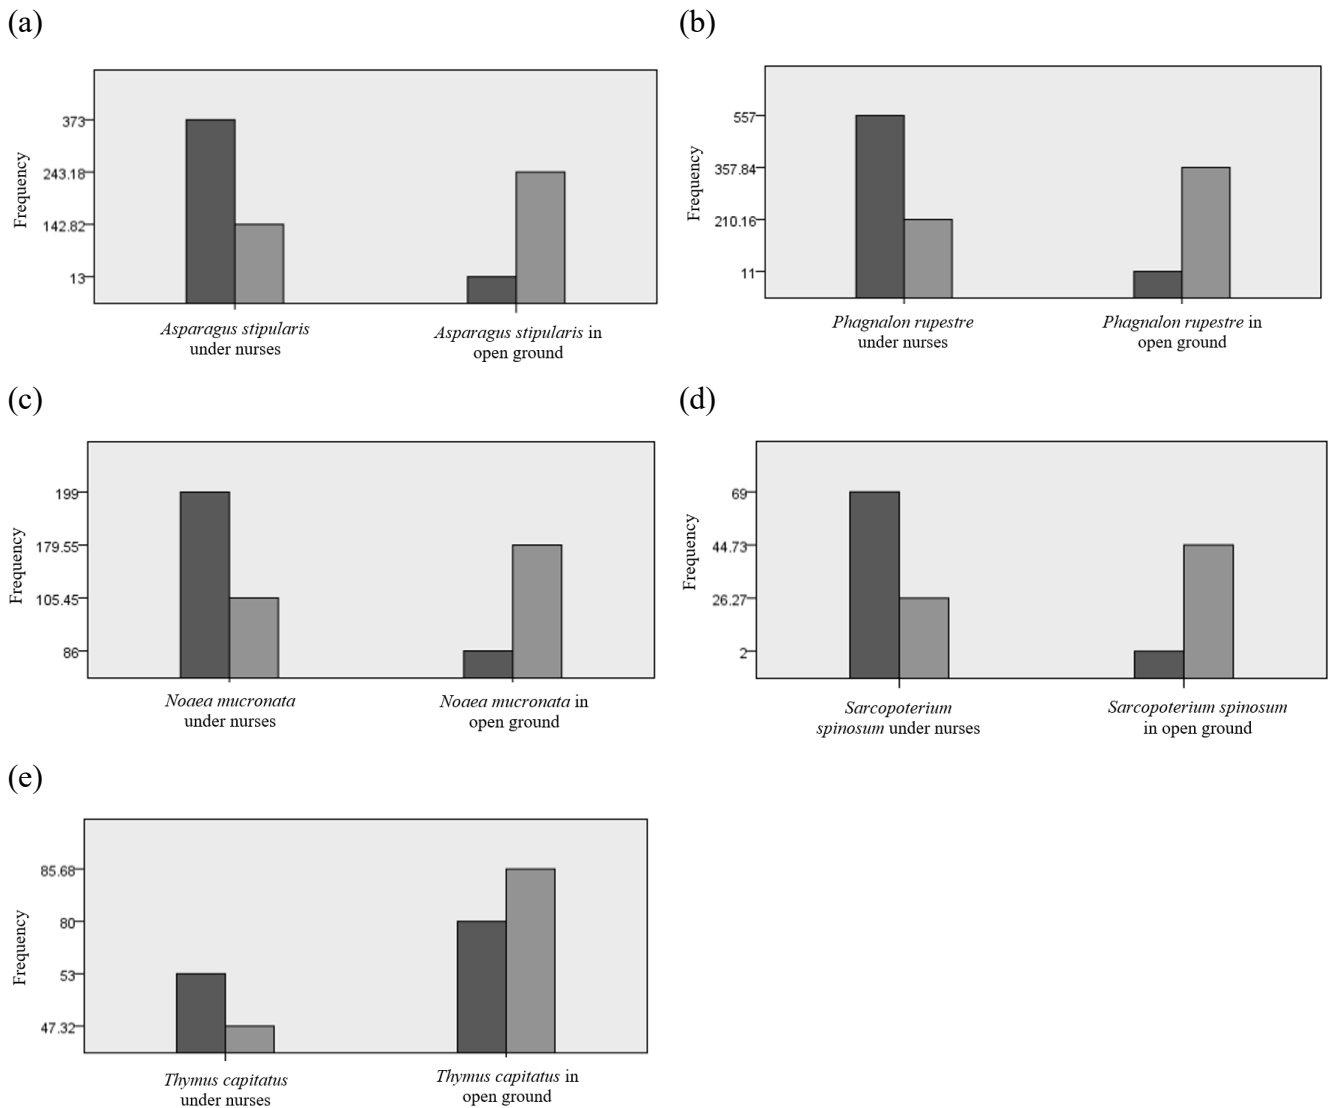 (a)
Frequency
373
243.18
142.82
13
Asparagus stipularis
under nurses
Asparagus stipularis in
open ground
(b)
Frequency
557
357.84
210.16
11
Phagnalon rupestre
under nurses
Phagnalon rupestre in
open ground
(c)
Frequency
199
179.55
105.45
86
Noaea mucronata
under nurses
Noaea mucronata in
open ground
(d)
Frequency
69
44.73
26.27
2
Sarcopoterium
spinosum under nurses
Sarcopoterium spinosum
in open ground
(e)
Frequency
85.68
80
53
47.32
Thymus capitatus
under nurses
Thymus capitatus in
open ground